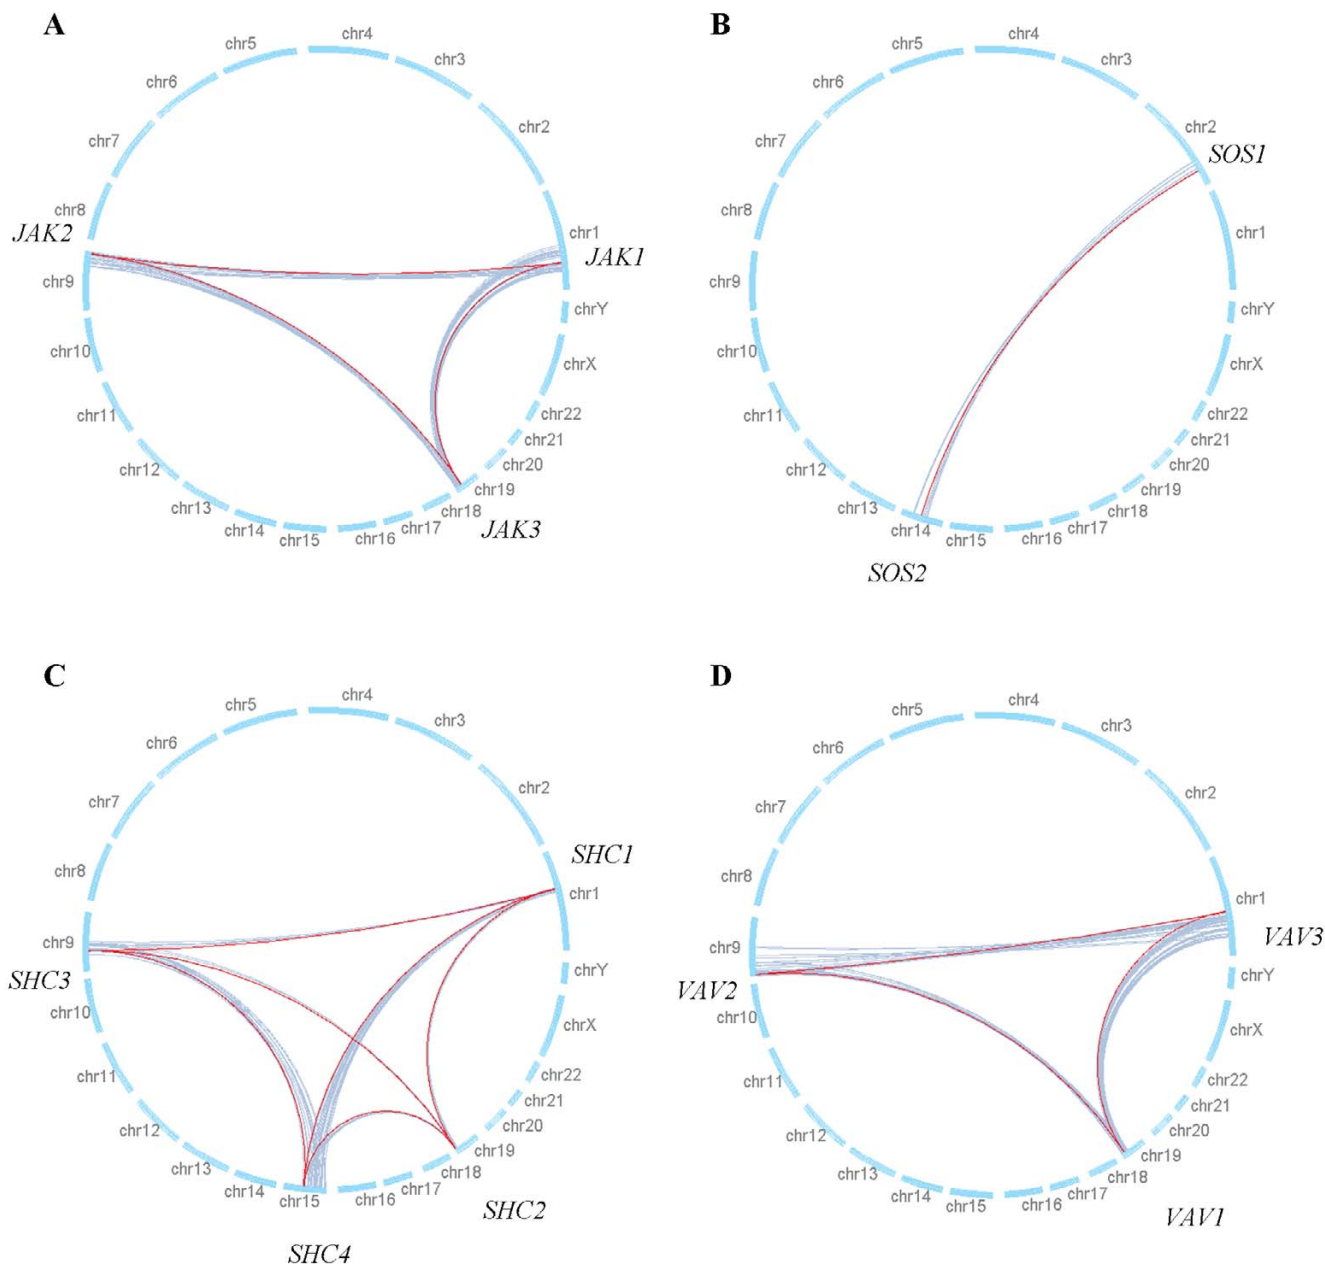 A
chr4
chr5
chr3
chr6
chr2
chr7
chr8
JAK2
chr1
JAK1
chr9
chrY
chr10
chrX
chr11
chr22
chr21
chr12
chr20
chr19
chr13
chr18
chr14
chr17
chr15
chr16
JAK3
B
chr4
chr5
chr3
chr6
chr2
SOS1
chr7
chr8
chr1
chr9
chrY
chr10
chrX
chr11
chr22
chr21
chr12
chr20
chr19
chr13
chr18
chr14
chr17
chr15
chr16
SOS2
C
chr4
chr5
chr3
chr6
chr2
chr7
SHC1
chr8
chr1
chr9
SHC3
chrY
chr10
chrX
chr11
chr22
chr21
chr12
chr20
chr19
chr13
chr18
chr14
chr17
chr15
chr16
SHC2
SHC4
D
chr4
chr5
chr3
chr6
chr2
chr7
chr8
chr1
VAV3
chr9
chrY
VAV2
chr10
chrX
chr11
chr22
chr21
chr12
chr20
chr19
chr13
chr18
chr14
chr17
chr15
chr16
VAV1